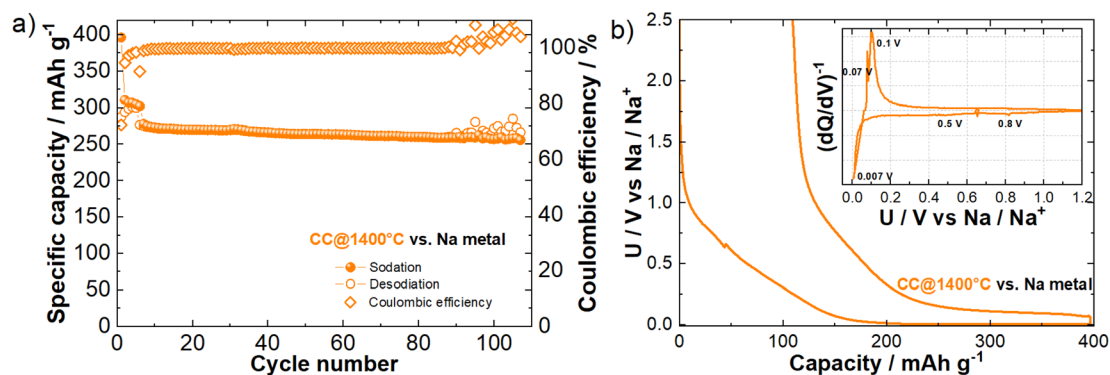 a)
400
350
300
250
200
150
100
50
0
Specific capacity / mAh g-1
100
80
60
40
20
0
Coulombic efficiency / %
CC@1400°C vs. Na metal
Sodation
Desodiation
Coulombic efficiency
0 20 40 60 80 100
Cycle number
b)
2.5
2.0
1.5
1.0
0.5
0.0
U / V vs Na / Na+
0.1 V
0.07 V
0.5 V 0.8 V
0.007 V
(dQ/dV)-1
0.0 0.2 0.4 0.6 0.8 1.0 1.2
U / V vs Na / Na+
CC@1400°C vs. Na metal
0 100 200 300 400
Capacity / mAh g-1